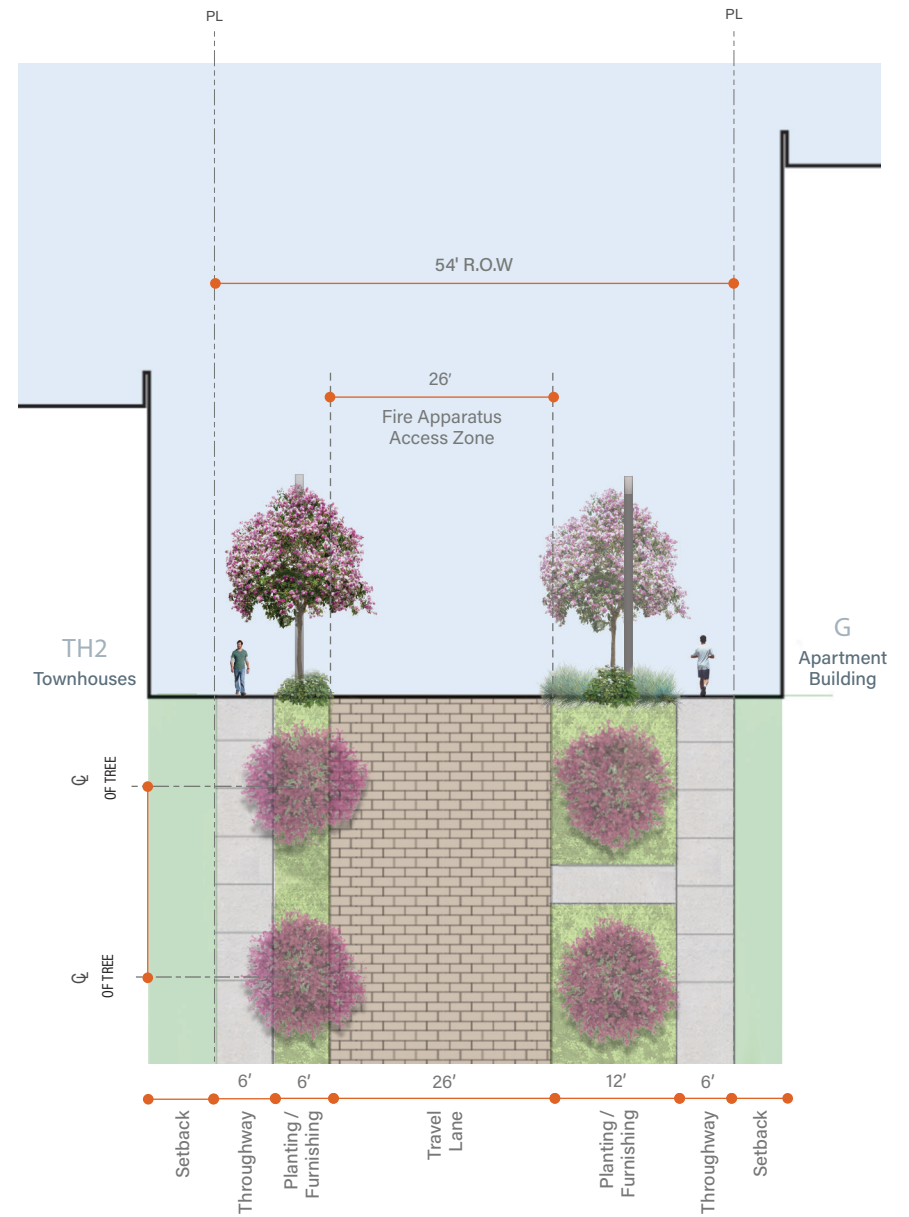 PL
PL
54' R.O.W
26'
Fire Apparatus
Access Zone
TH2
Townhouses
G
Apartment
Building
℄
OF TREE
℄
OF TREE
6'
6'
26'
12'
6'
Setback
Throughway
Planting /
Furnishing
Travel
Lane
Planting /
Furnishing
Throughway
Setback